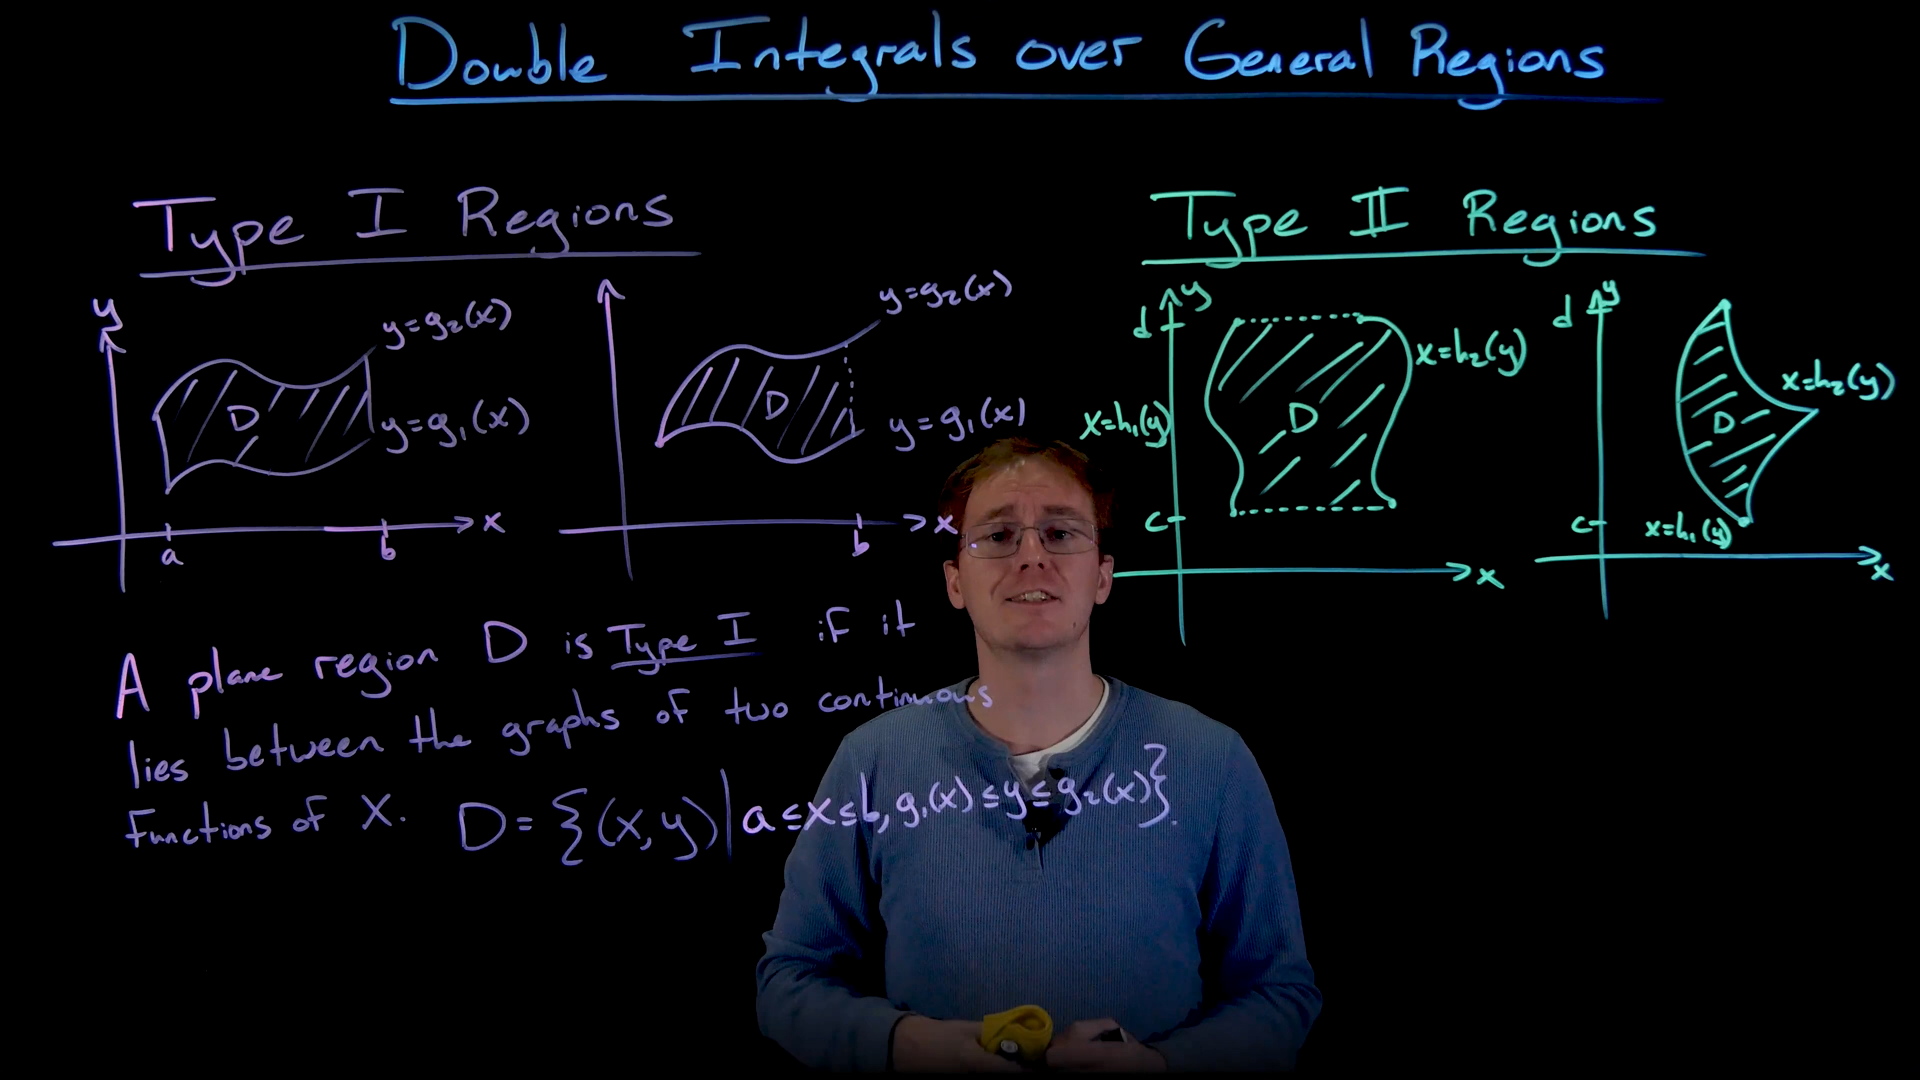 Double Integrals over General Regions
Type I Regions
y
y=g₂(x)
D
y=g₁(x)
x
a
b
y=g₂(x)
D
y=g₁(x)
x
b
A plane region D is Type I if it
lies between the graphs of two continuous
functions of x. D={(x,y)|a≤x≤b, g₁(x)≤y≤g₂(x)}.
Type II Regions
y
d
x=h₂(y)
D
x=h₁(y)
c
x
y
d
x=h₂(y)
D
c
x=h₁(y)
x